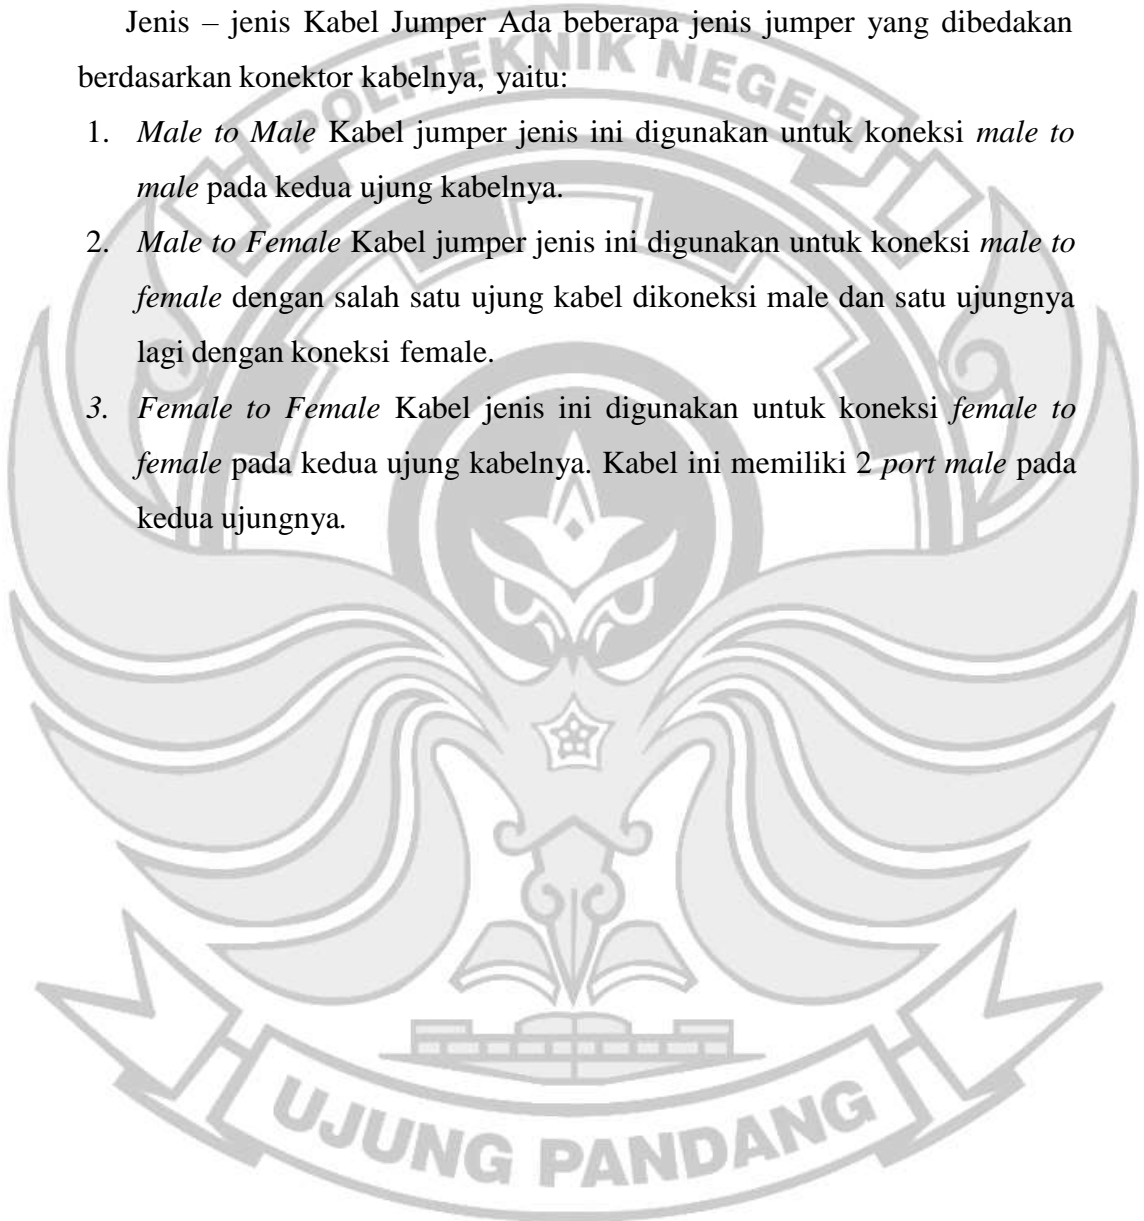 Jenis – jenis Kabel Jumper Ada beberapa jenis jumper yang dibedakan
berdasarkan konektor kabelnya, yaitu:
1. Male to Male Kabel jumper jenis ini digunakan untuk koneksi male to
male pada kedua ujung kabelnya.
2. Male to Female Kabel jumper jenis ini digunakan untuk koneksi male to
female dengan salah satu ujung kabel dikoneksi male dan satu ujungnya
lagi dengan koneksi female.
3. Female to Female Kabel jenis ini digunakan untuk koneksi female to
female pada kedua ujung kabelnya. Kabel ini memiliki 2 port male pada
kedua ujungnya.
POLITEKNIK NEGERI
UJUNG PANDANG